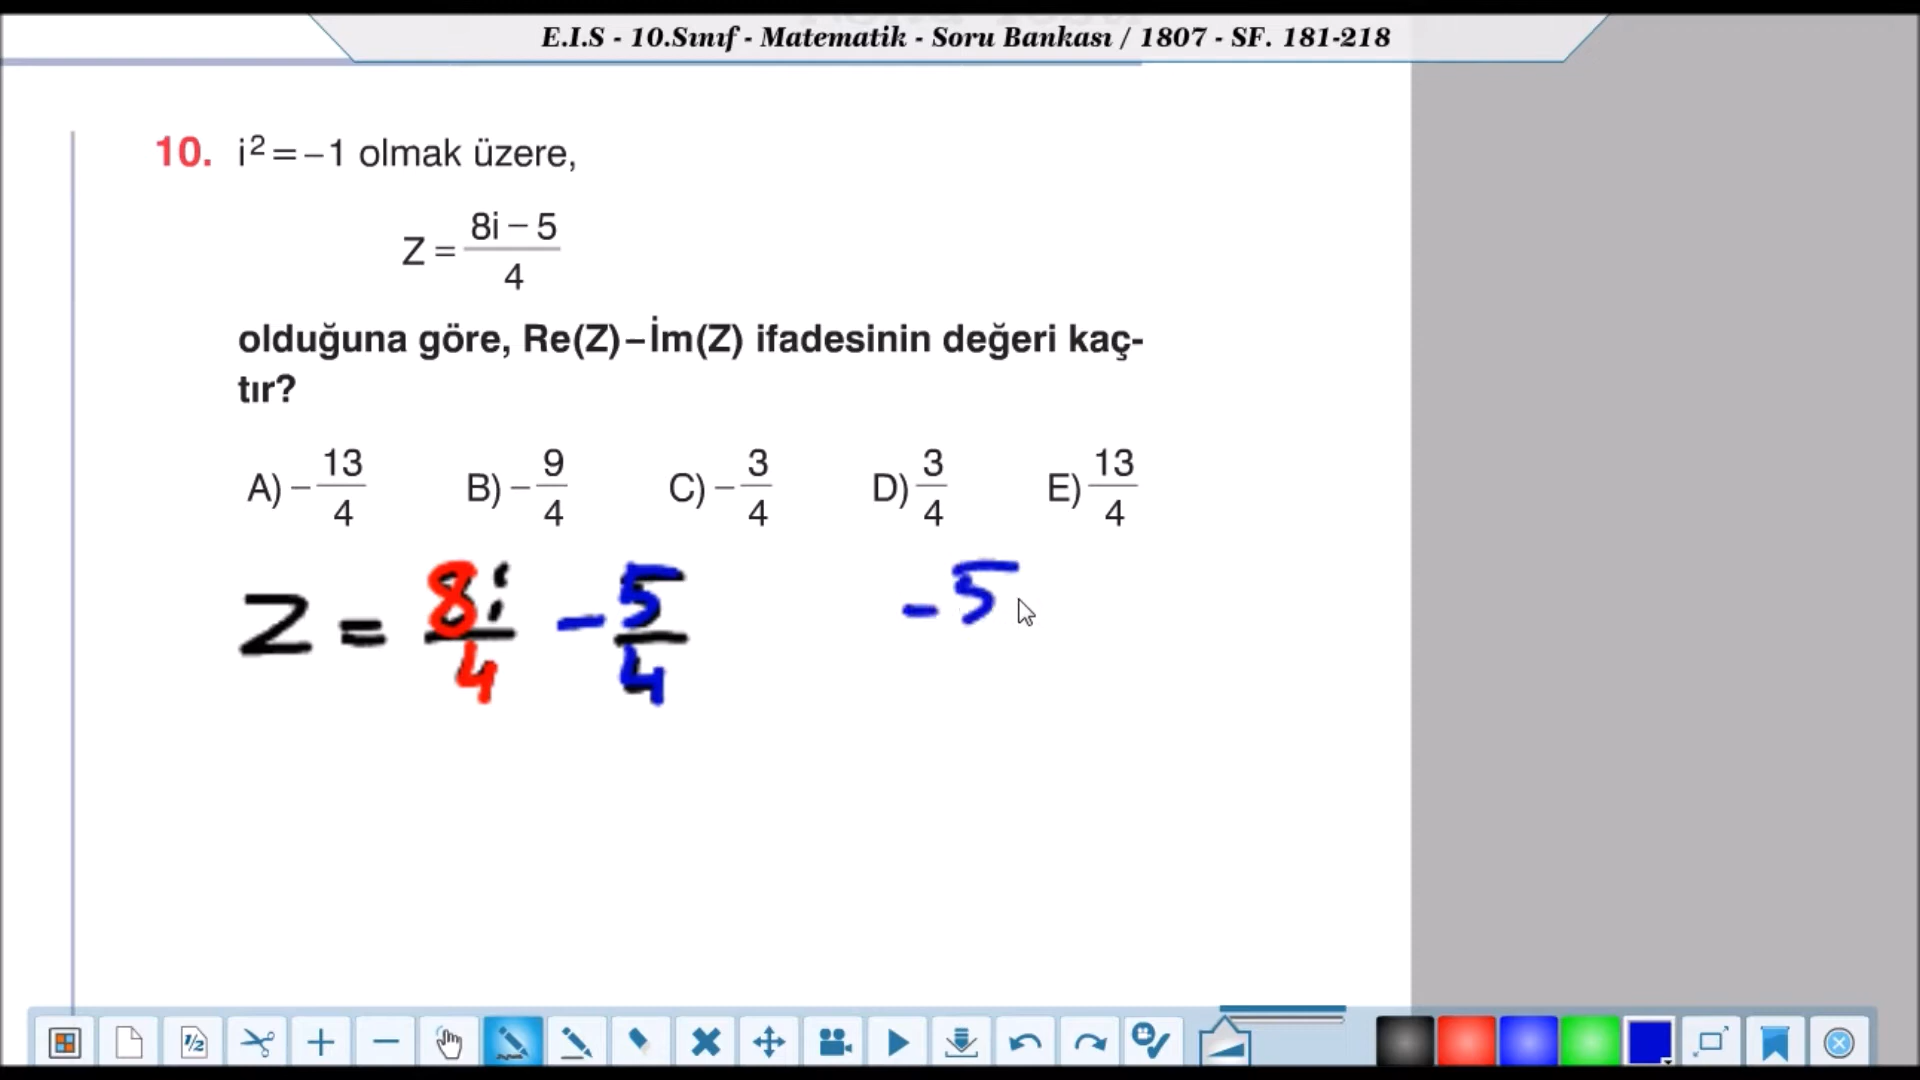 E.I.S - 10.Sınıf - Matematik - Soru Bankası / 1807 - SF. 181-218
10. i² = −1 olmak üzere,
Z = (8i − 5)/4
olduğuna göre, Re(Z) − İm(Z) ifadesinin değeri kaç-
tır?
A) −13/4 B) −9/4 C) −3/4 D) 3/4 E) 13/4
Z = 8i/4 − 5/4 −5
1/2